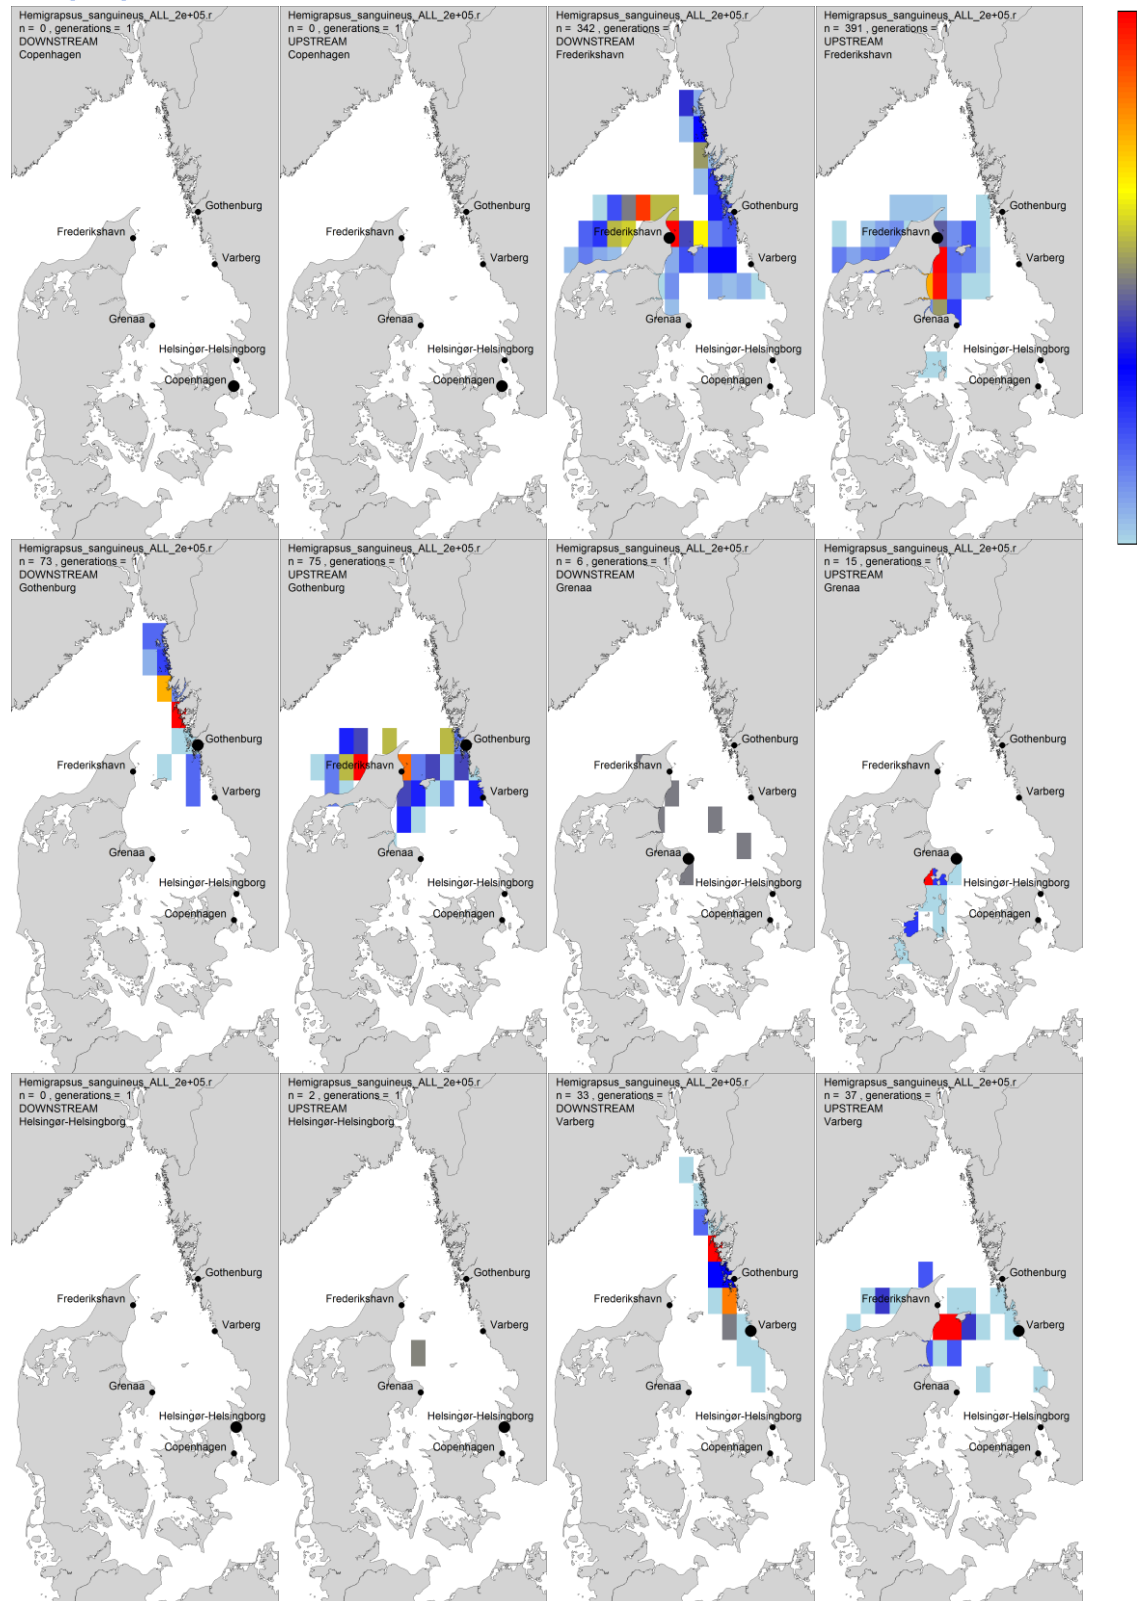 Hemigrapsus_sanguineus_ALL_2e+05.r
n = 0 , generations = 1
DOWNSTREAM
Copenhagen
Gothenburg
Frederikshavn
Varberg
Grenaa
Helsingør-Helsingborg
Copenhagen
Hemigrapsus_sanguineus_ALL_2e+05.r
n = 0 , generations = 1
UPSTREAM
Copenhagen
Gothenburg
Frederikshavn
Varberg
Grenaa
Helsingør-Helsingborg
Copenhagen
Hemigrapsus_sanguineus_ALL_2e+05.r
n = 342 , generations = 1
DOWNSTREAM
Frederikshavn
Gothenburg
Frederikshavn
Varberg
Grenaa
Helsingør-Helsingborg
Copenhagen
Hemigrapsus_sanguineus_ALL_2e+05.r
n = 391 , generations = 1
UPSTREAM
Frederikshavn
Gothenburg
Frederikshavn
Varberg
Grenaa
Helsingør-Helsingborg
Copenhagen
Hemigrapsus_sanguineus_ALL_2e+05.r
n = 73 , generations = 1
DOWNSTREAM
Gothenburg
Gothenburg
Frederikshavn
Varberg
Grenaa
Helsingør-Helsingborg
Copenhagen
Hemigrapsus_sanguineus_ALL_2e+05.r
n = 75 , generations = 1
UPSTREAM
Gothenburg
Gothenburg
Frederikshavn
Varberg
Grenaa
Helsingør-Helsingborg
Copenhagen
Hemigrapsus_sanguineus_ALL_2e+05.r
n = 6 , generations = 1
DOWNSTREAM
Grenaa
Gothenburg
Frederikshavn
Varberg
Grenaa
Helsingør-Helsingborg
Copenhagen
Hemigrapsus_sanguineus_ALL_2e+05.r
n = 15 , generations = 1
UPSTREAM
Grenaa
Gothenburg
Frederikshavn
Varberg
Grenaa
Helsingør-Helsingborg
Copenhagen
Hemigrapsus_sanguineus_ALL_2e+05.r
n = 0 , generations = 1
DOWNSTREAM
Helsingør-Helsingborg
Gothenburg
Frederikshavn
Varberg
Grenaa
Helsingør-Helsingborg
Copenhagen
Hemigrapsus_sanguineus_ALL_2e+05.r
n = 2 , generations = 1
UPSTREAM
Helsingør-Helsingborg
Gothenburg
Frederikshavn
Varberg
Grenaa
Helsingør-Helsingborg
Copenhagen
Hemigrapsus_sanguineus_ALL_2e+05.r
n = 33 , generations = 1
DOWNSTREAM
Varberg
Gothenburg
Frederikshavn
Varberg
Grenaa
Helsingør-Helsingborg
Copenhagen
Hemigrapsus_sanguineus_ALL_2e+05.r
n = 37 , generations = 1
UPSTREAM
Varberg
Gothenburg
Frederikshavn
Varberg
Grenaa
Helsingør-Helsingborg
Copenhagen